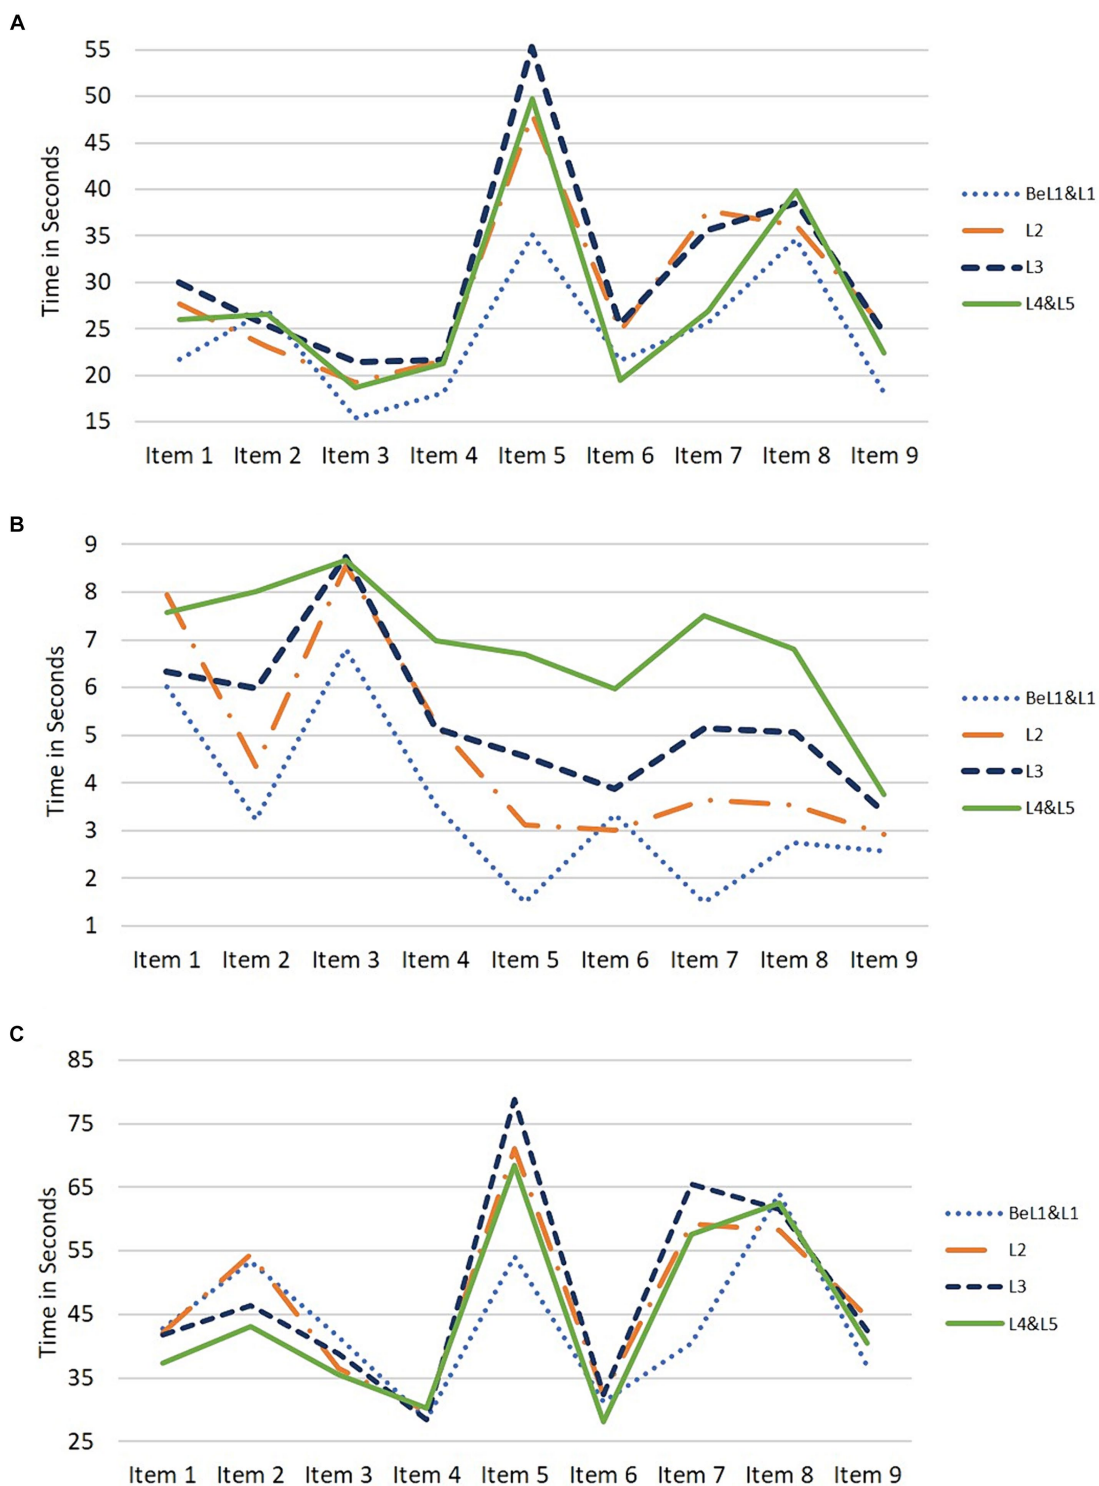 A
55
50
45
40
35
30
25
20
15
Time in Seconds
Item 1 Item 2 Item 3 Item 4 Item 5 Item 6 Item 7 Item 8 Item 9
BeL1&L1
L2
L3
L4&L5
B
9
8
7
6
5
4
3
2
1
Time in Seconds
Item 1 Item 2 Item 3 Item 4 Item 5 Item 6 Item 7 Item 8 Item 9
BeL1&L1
L2
L3
L4&L5
C
85
75
65
55
45
35
25
Time in Seconds
Item 1 Item 2 Item 3 Item 4 Item 5 Item 6 Item 7 Item 8 Item 9
BeL1&L1
L2
L3
L4&L5